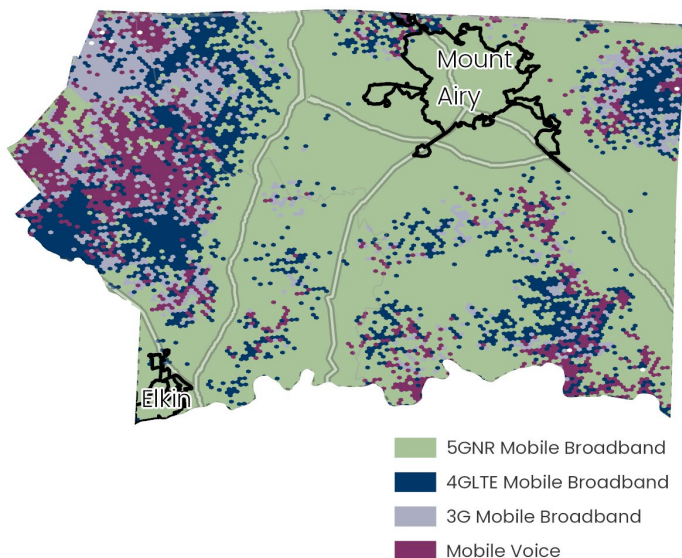 Mount
Airy
Elkin
5GNR Mobile Broadband
4GLTE Mobile Broadband
3G Mobile Broadband
Mobile Voice